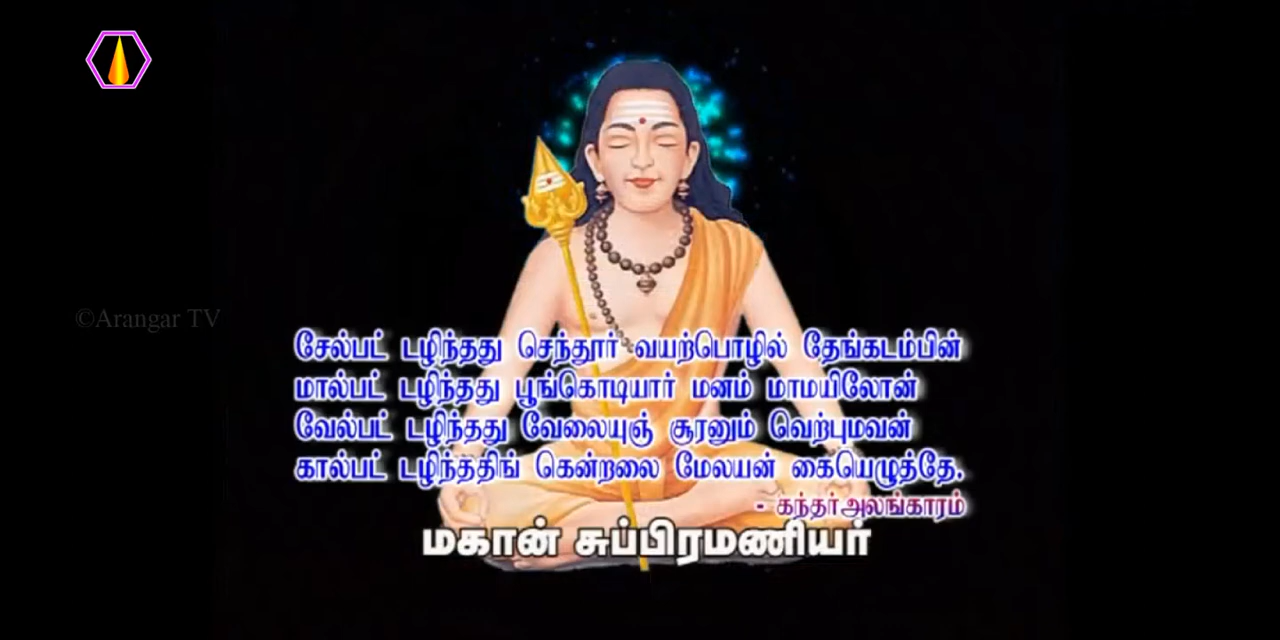 ©Arangar TV
சேல்பட் டழிந்தது செந்தூர் வயற்பொழில் தேங்கடம்பின்
மால்பட் டழிந்தது பூங்கொடியார் மனம் மாமயிலோன்
வேல்பட் டழிந்தது வேலையுஞ் சூரனும் வெற்புமவன்
கால்பட் டழிந்ததிங் கென்றலை மேலயன் கையெழுத்தே.
- கந்தர்அலங்காரம்
மகான் சுப்பிரமணியர்